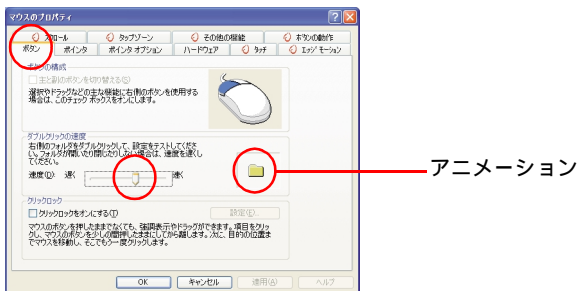 マウスのプロパティ
スクロール
タップゾーン
その他の機能
ボタンの動作
ボタン
ポインタ
ポインタ オプション
ハードウェア
タッチ
エッジ モーション
ボタンの構成
主と副のボタンを切り替える(S)
選択やドラッグなどの主な機能に右側のボタンを使用する
場合は、このチェック ボックスをオンにします。
ダブルクリックの速度
右側のフォルダをダブルクリックして、設定をテストしてくださ
い。フォルダが開いたり閉じたりしない場合は、速度を遅くし
てください。
速度(D):
遅く
速く
アニメーション
クリックロック
クリックロックをオンにする(T)
設定(E)...
マウスのボタンを押したままでなくても、強調表示やドラッグができます。項目をクリッ
クし、マウスのボタンを少しの間押したままにしてから離します。次に、目的の位置ま
でマウスを移動し、そこでもう一度クリックします。
OK
キャンセル
適用(A)
ヘルプ